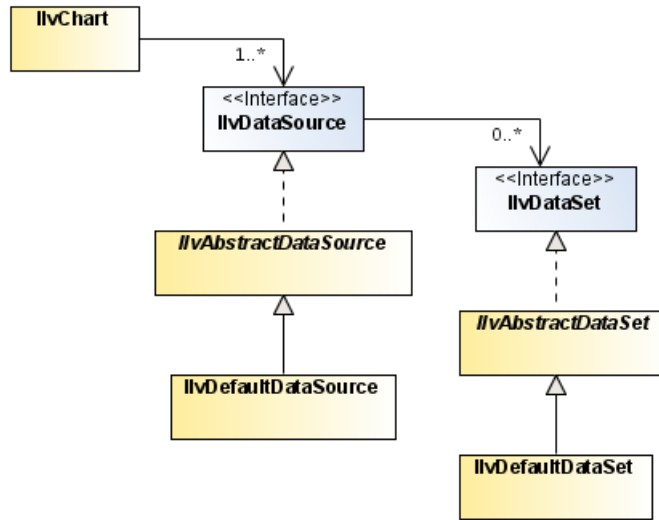 IlvChart
1..*
<<Interface>>
IlvDataSource
0..*
<<Interface>>
IlvDataSet
IlvAbstractDataSource
IlvAbstractDataSet
IlvDefaultDataSource
IlvDefaultDataSet